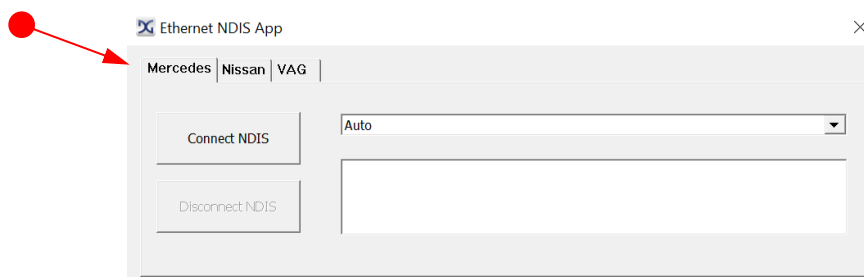 Ethernet NDIS App
Mercedes Nissan VAG
Connect NDIS
Auto
Disconnect NDIS